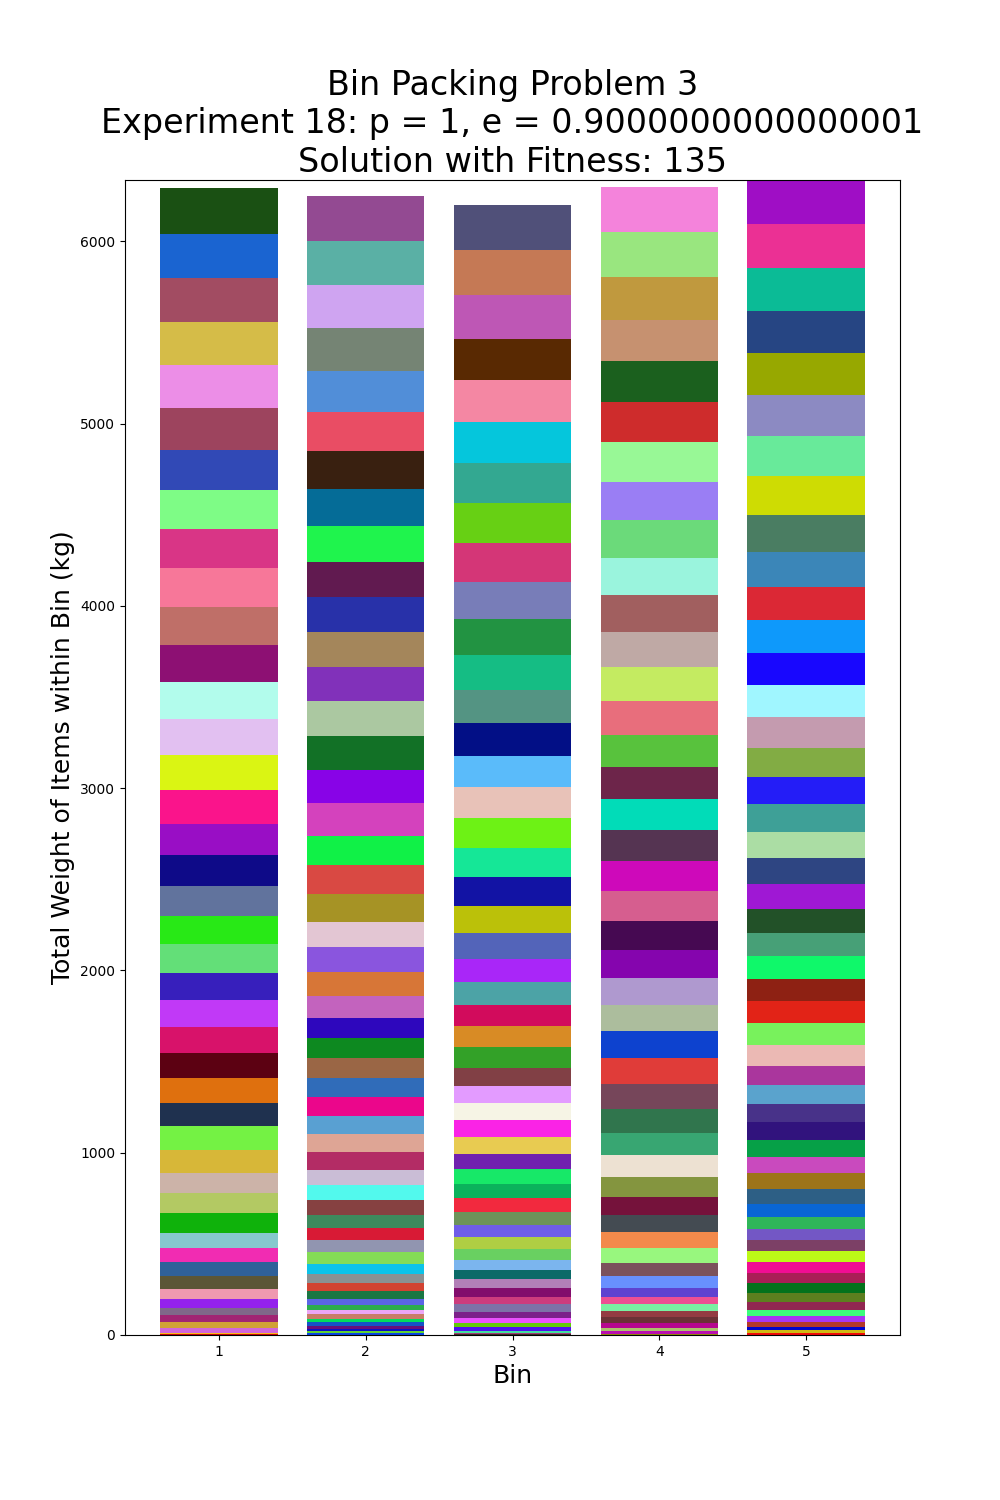 Bin Packing Problem 3
Experiment 18: p = 1, e = 0.9000000000000001
Solution with Fitness: 135
Total Weight of Items within Bin (kg)
6000
5000
4000
3000
2000
1000
0
1 2 3 4 5
Bin